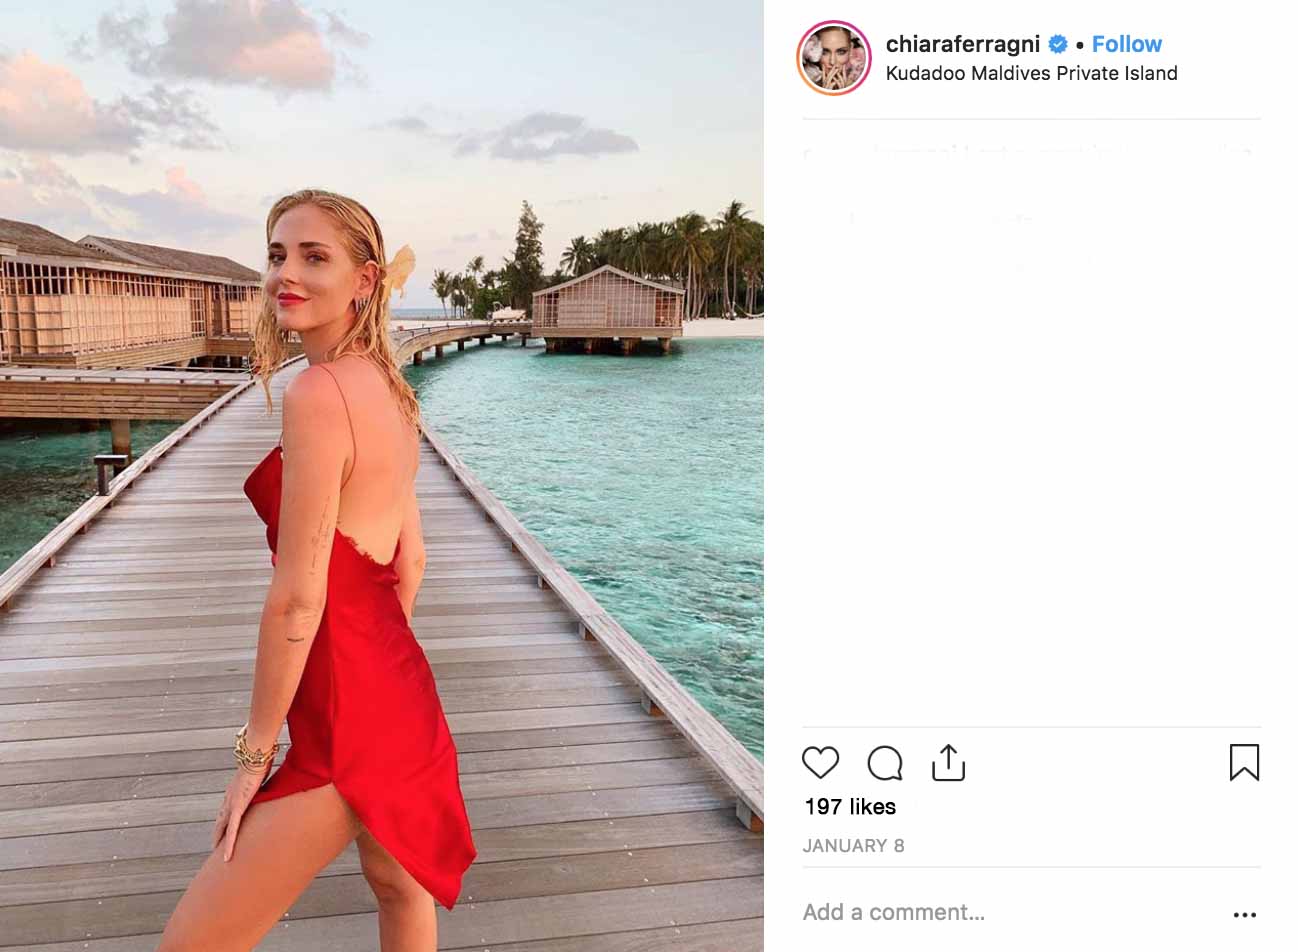 chiaraferragni • Follow
Kudadoo Maldives Private Island
197 likes
JANUARY 8
Add a comment...